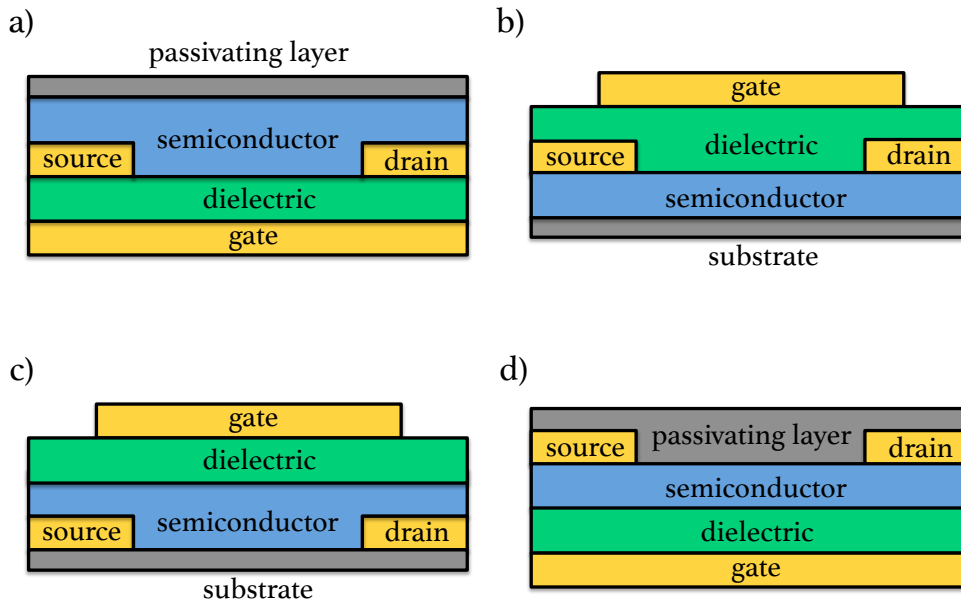 a)
passivating layer
semiconductor
source
drain
dielectric
gate
b)
gate
dielectric
source
drain
semiconductor
substrate
c)
gate
dielectric
semiconductor
source
drain
substrate
d)
source
passivating layer
drain
semiconductor
dielectric
gate